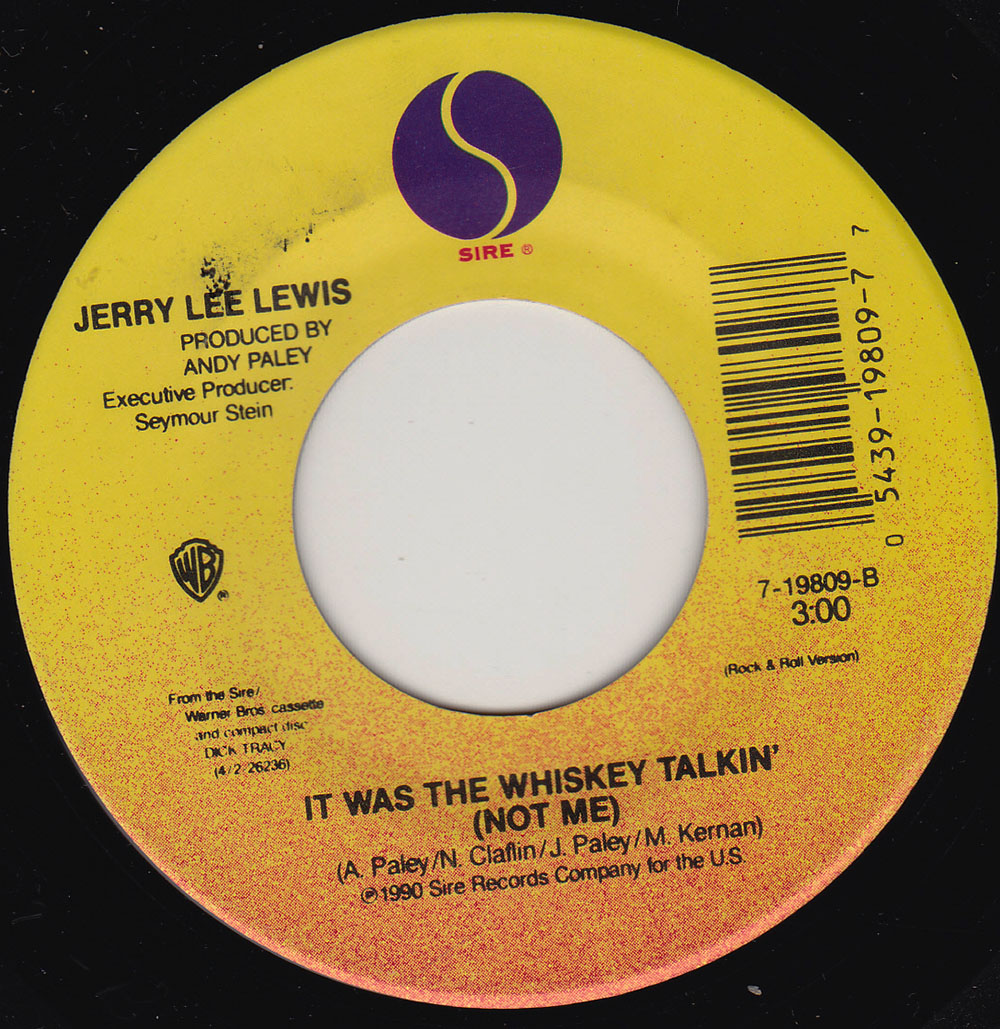 SIRE ®
JERRY LEE LEWIS
PRODUCED BY
ANDY PALEY
Executive Producer:
Seymour Stein
WB ®
0 5439-19809-7 7
7-19809-B
3:00
(Rock & Roll Version)
From the Sire/
Warner Bros. cassette
and compact disc
DICK TRACY
(4/2-26236)
IT WAS THE WHISKEY TALKIN'
(NOT ME)
(A. Paley/N. Claflin/J. Paley/M. Kernan)
℗1990 Sire Records Company for the U.S.